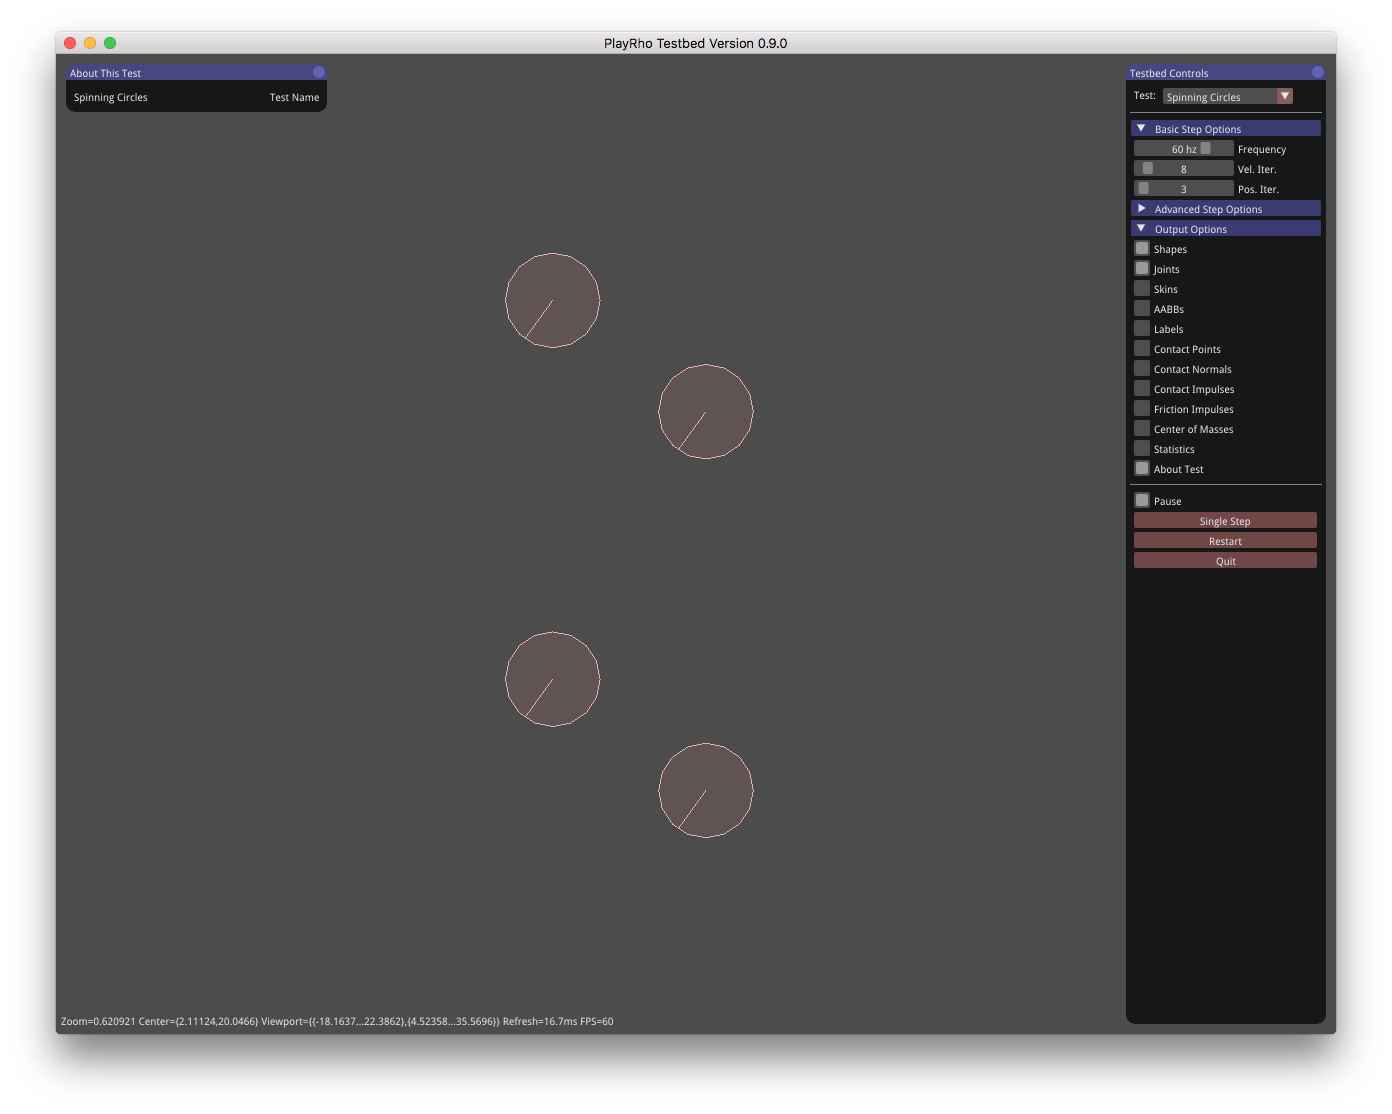 PlayRho Testbed Version 0.9.0
About This Test
Spinning Circles Test Name
Testbed Controls
Test: Spinning Circles
Basic Step Options
60 hz Frequency
8 Vel. Iter.
3 Pos. Iter.
Advanced Step Options
Output Options
Shapes
Joints
Skins
AABBs
Labels
Contact Points
Contact Normals
Contact Impulses
Friction Impulses
Center of Masses
Statistics
About Test
Pause
Single Step
Restart
Quit
Zoom=0.620921 Center={2.11124,20.0466} Viewport={{-18.1637...22.3862},{4.52358...35.5696}} Refresh=16.7ms FPS=60